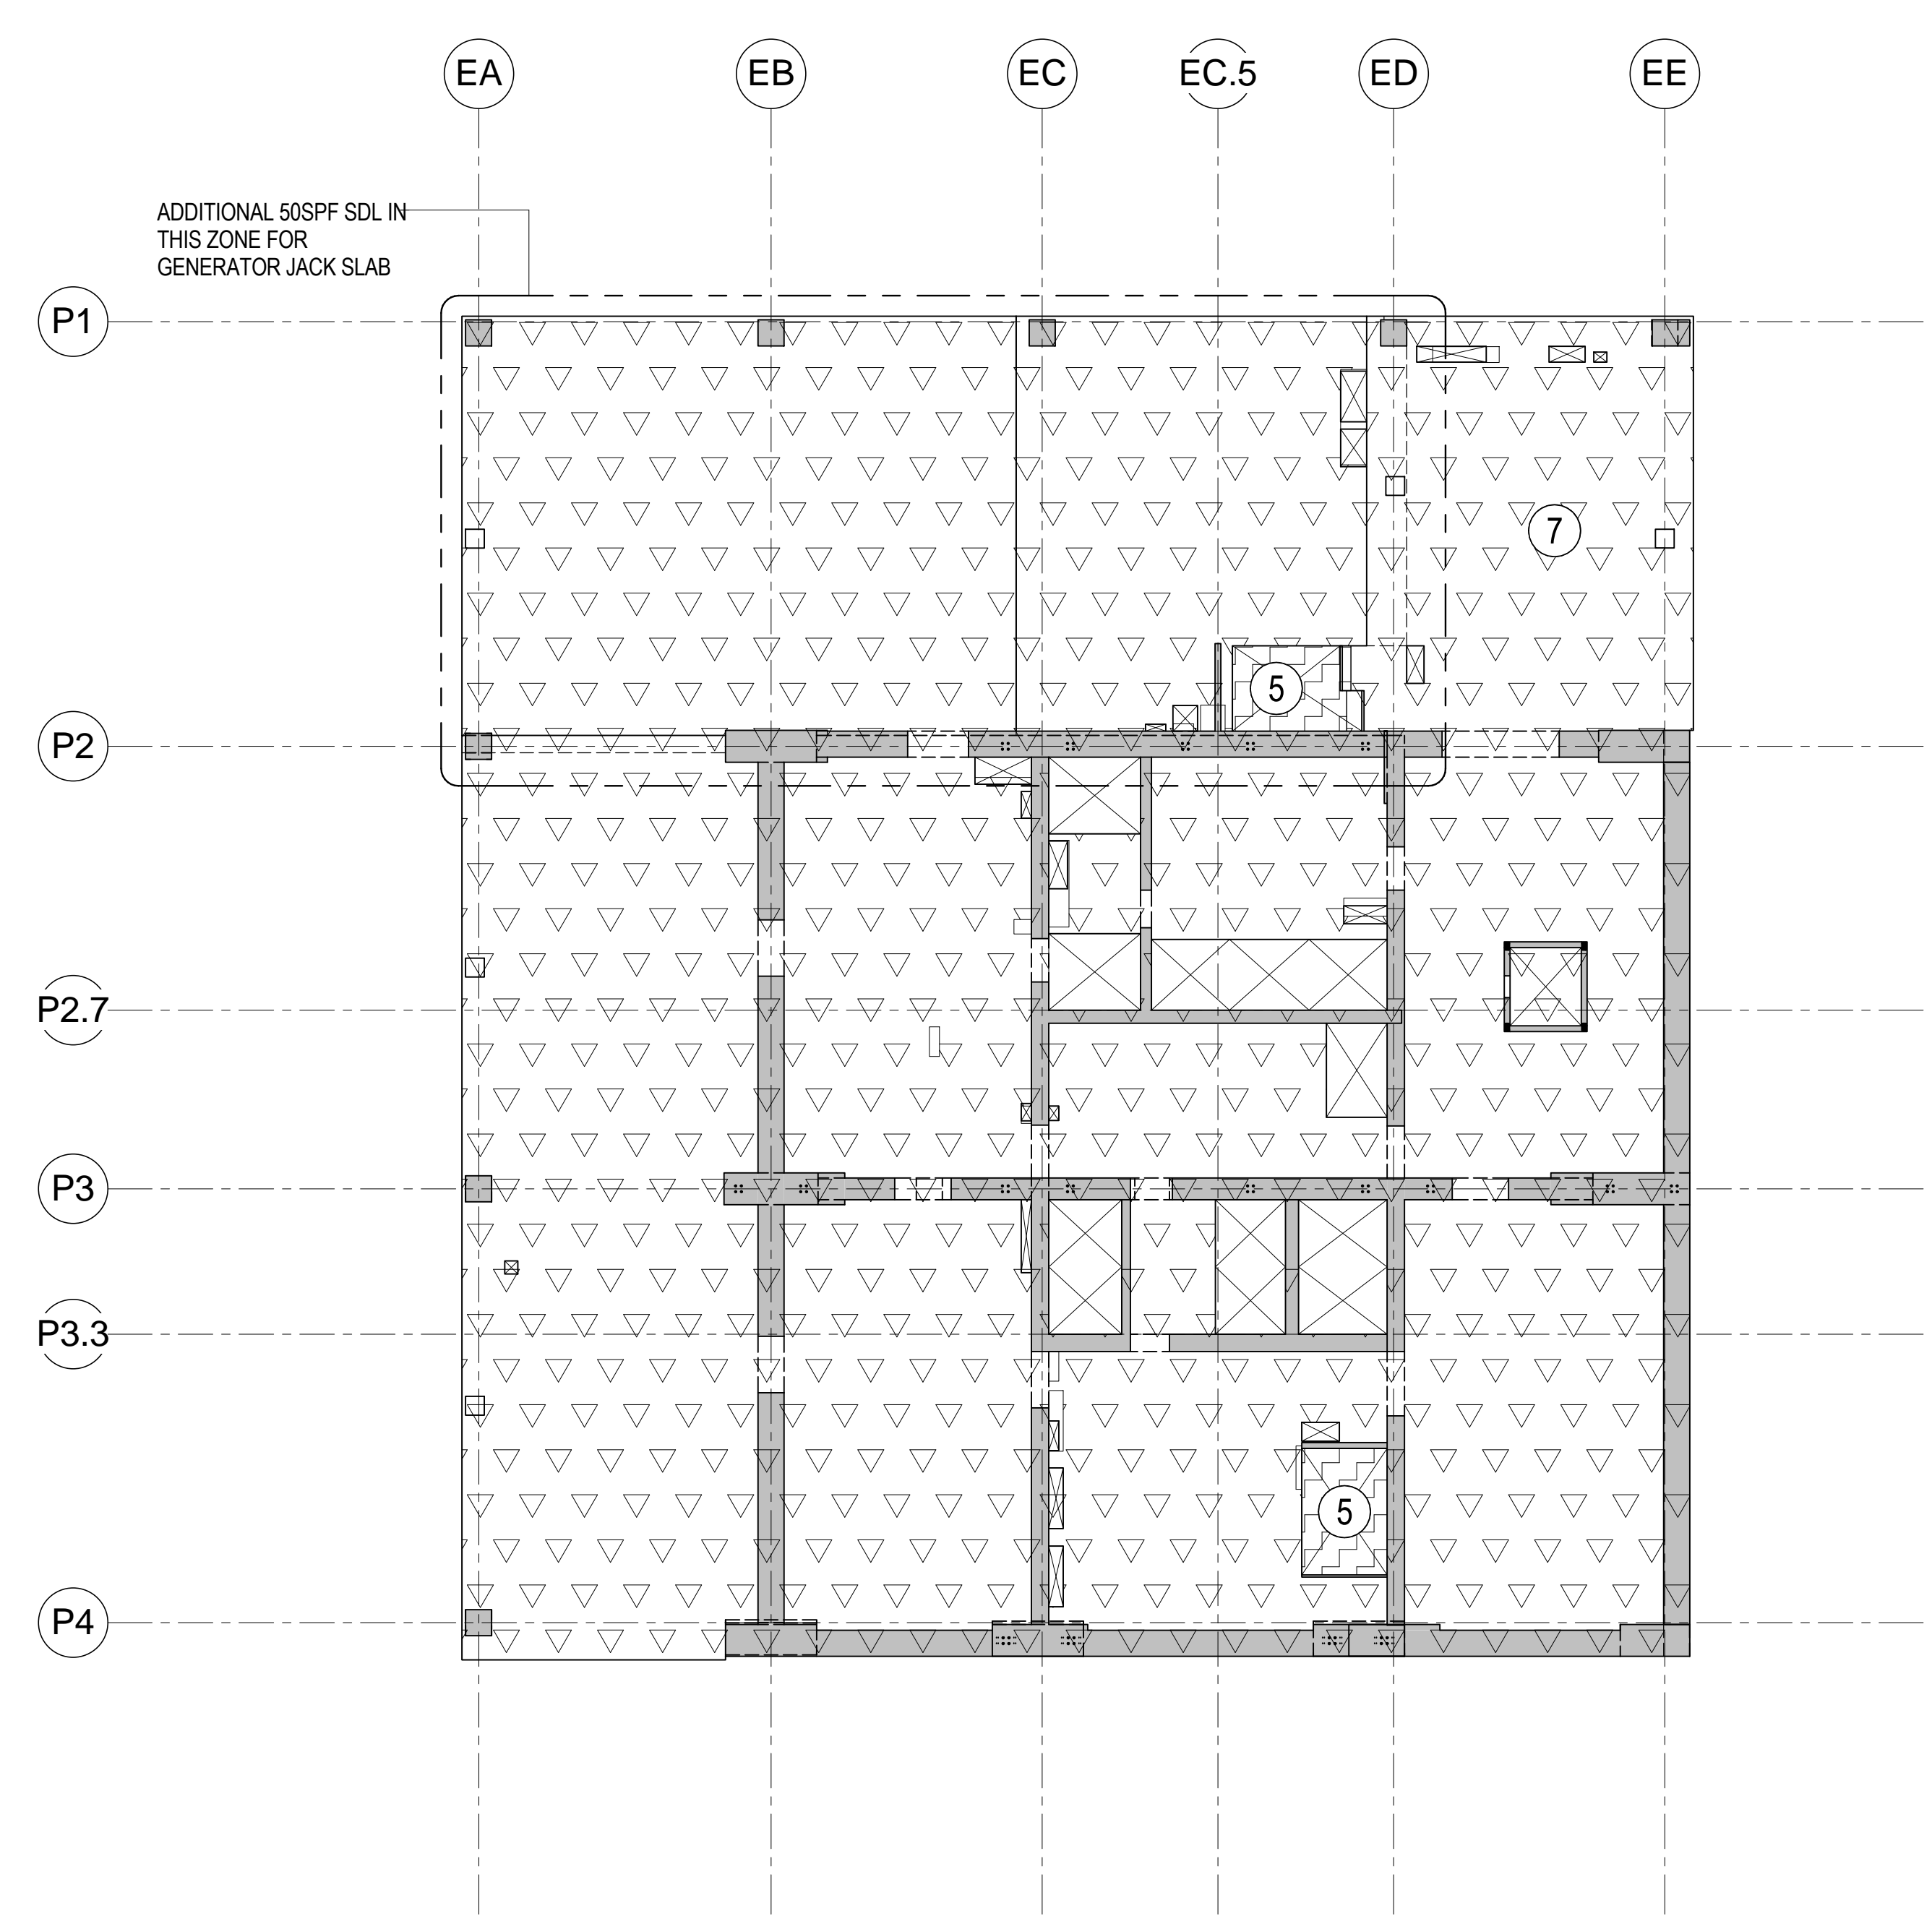 EA EB EC EC.5 ED EE
ADDITIONAL 50SPF SDL IN
THIS ZONE FOR
GENERATOR JACK SLAB
P1
7
5
P2
P2.7
P3
P3.3
5
P4